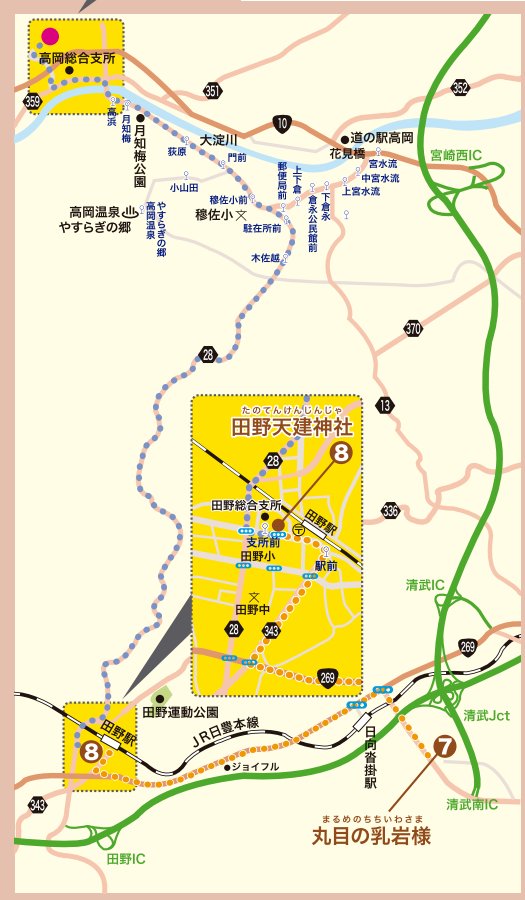 高岡総合支所
359
351
352
10
高浜
月知梅
月知梅公園
大淀川
道の駅高岡
花見橋
荻原
門前
小山田
穆佐小前
穆佐小
駐在所前
木佐越
郵便局前
上下倉
倉永公民館前
下倉永
宮水流
中宮水流
上宮水流
宮崎西IC
高岡温泉
やすらぎの郷
やすらぎの郷
高岡温泉
28
370
13
336
たのてんけんじんじゃ
田野天建神社
8
28
田野総合支所
田野駅
〒
支所前
田野小
駅前
田野中
28
343
269
清武IC
269
清武Jct
清武南IC
田野運動公園
田野駅
8
JR日豊本線
ジョイフル
日向沓掛駅
7
343
田野IC
まるめのちちいわさま
丸目の乳岩様